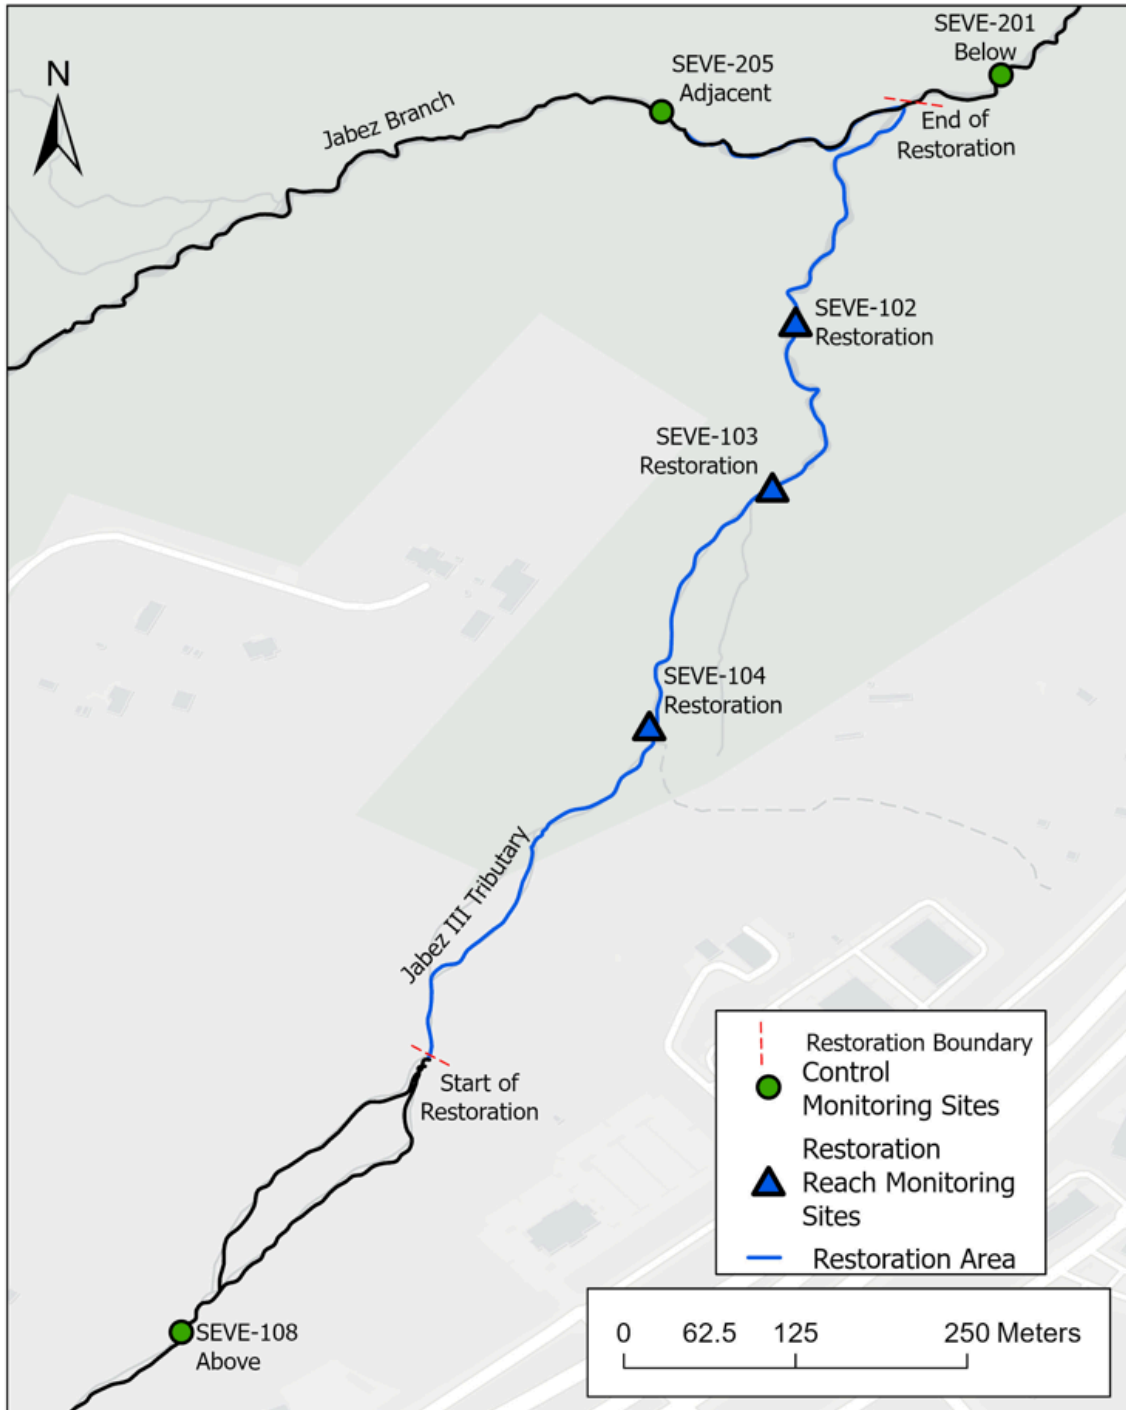 SEVE-201
Below
SEVE-205
Adjacent
N
Jabez Branch
End of
Restoration
SEVE-102
Restoration
SEVE-103
Restoration
SEVE-104
Restoration
Jabez III Tributary
Start of
Restoration
SEVE-108
Above
Restoration Boundary
Control
Monitoring Sites
Restoration
Reach Monitoring
Sites
Restoration Area
0 62.5 125 250 Meters